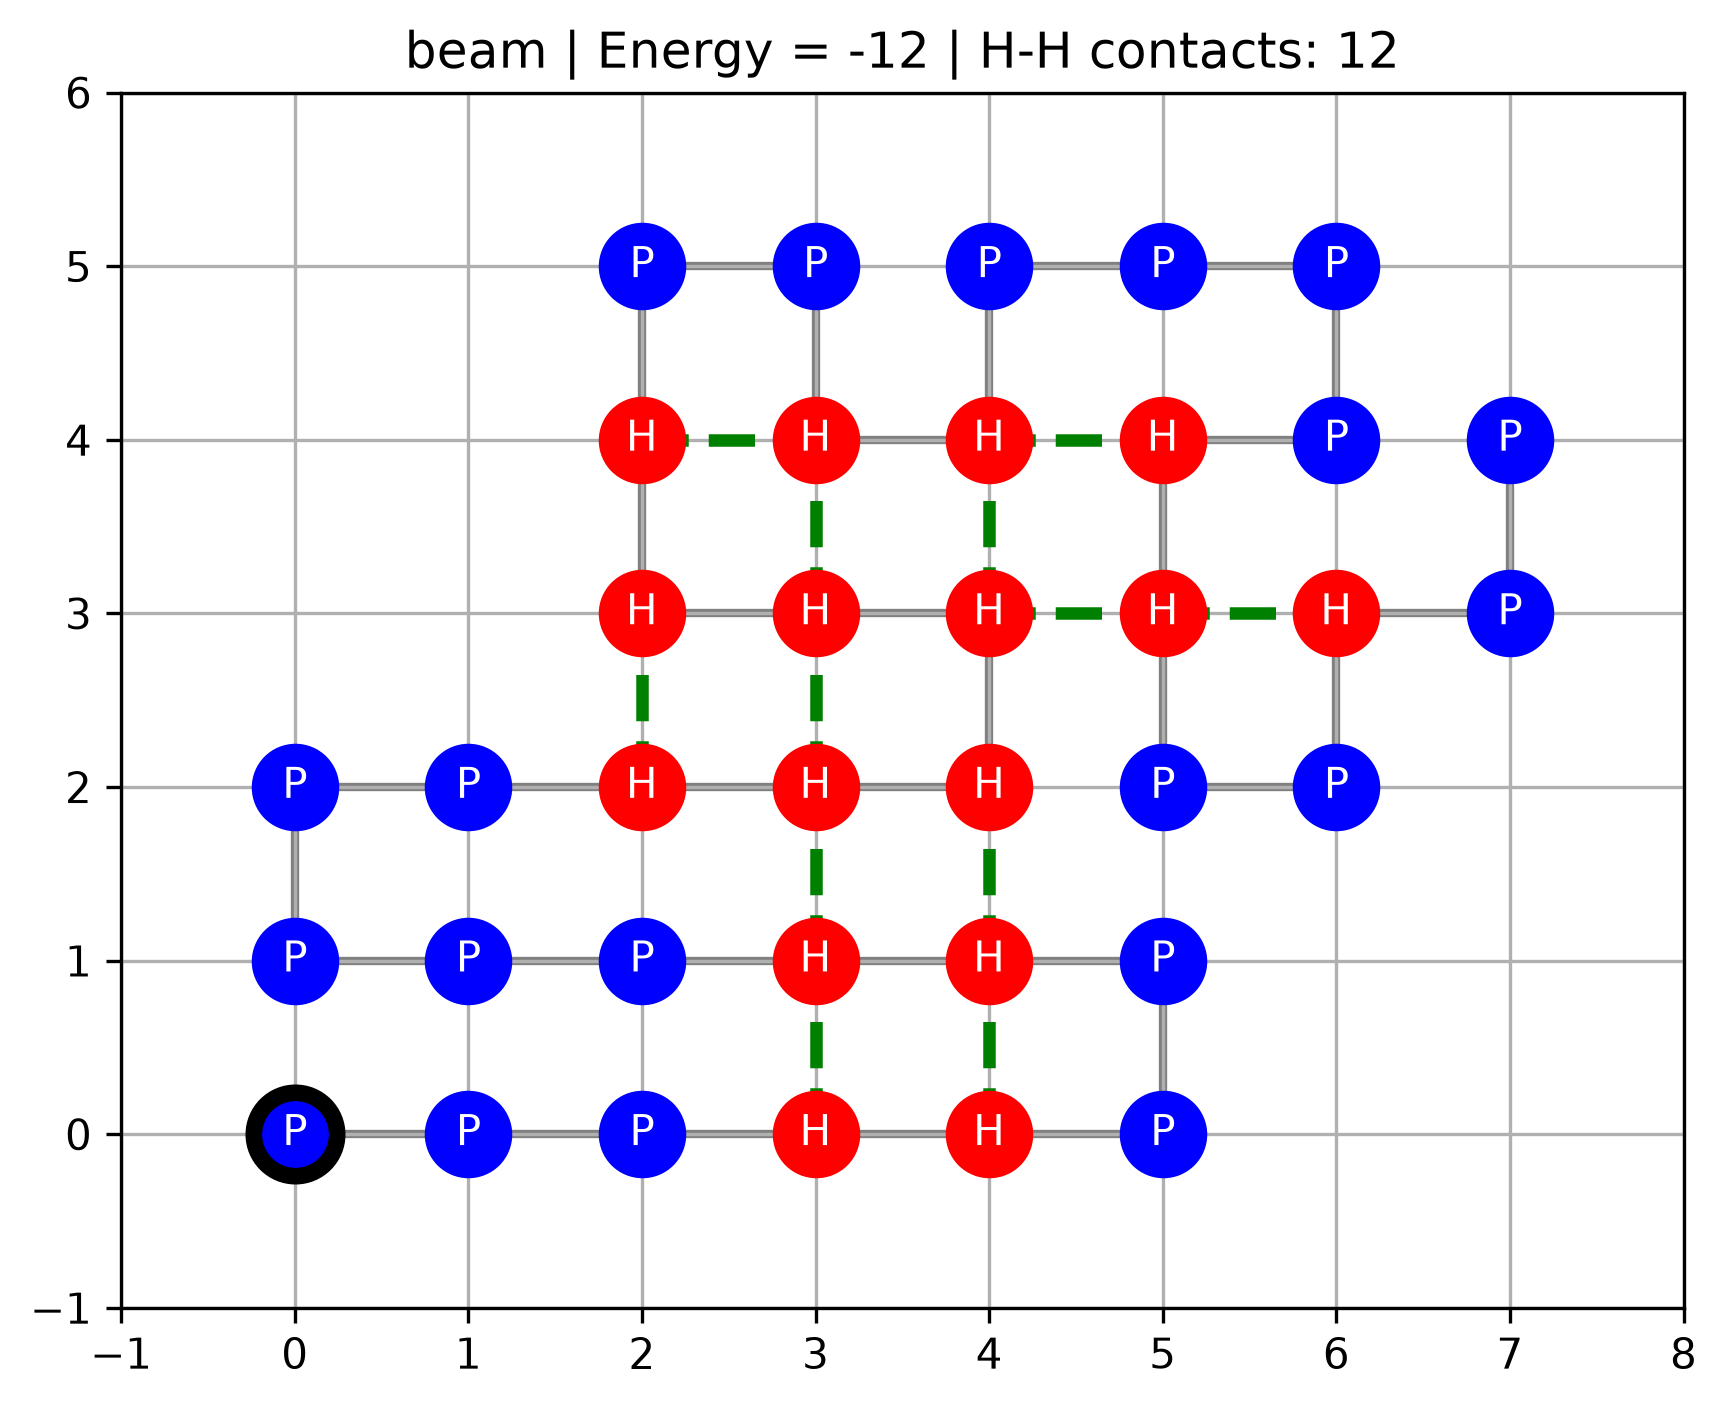 beam | Energy = -12 | H-H contacts: 12
6
5 P P P P P
4 H H H H P P
3 H H H H H P
2 P P H H H P P
1 P P P H H P
0 P P P H H P
−1
−1 0 1 2 3 4 5 6 7 8